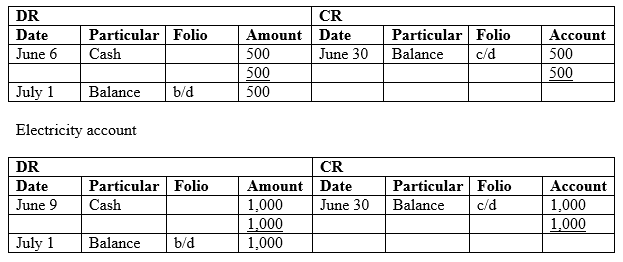 DR CR
Date Particular Folio Amount Date Particular Folio Account
June 6 Cash 500 June 30 Balance c/d 500
500 500
July 1 Balance b/d 500
Electricity account
DR CR
Date Particular Folio Amount Date Particular Folio Account
June 9 Cash 1,000 June 30 Balance c/d 1,000
1,000 1,000
July 1 Balance b/d 1,000